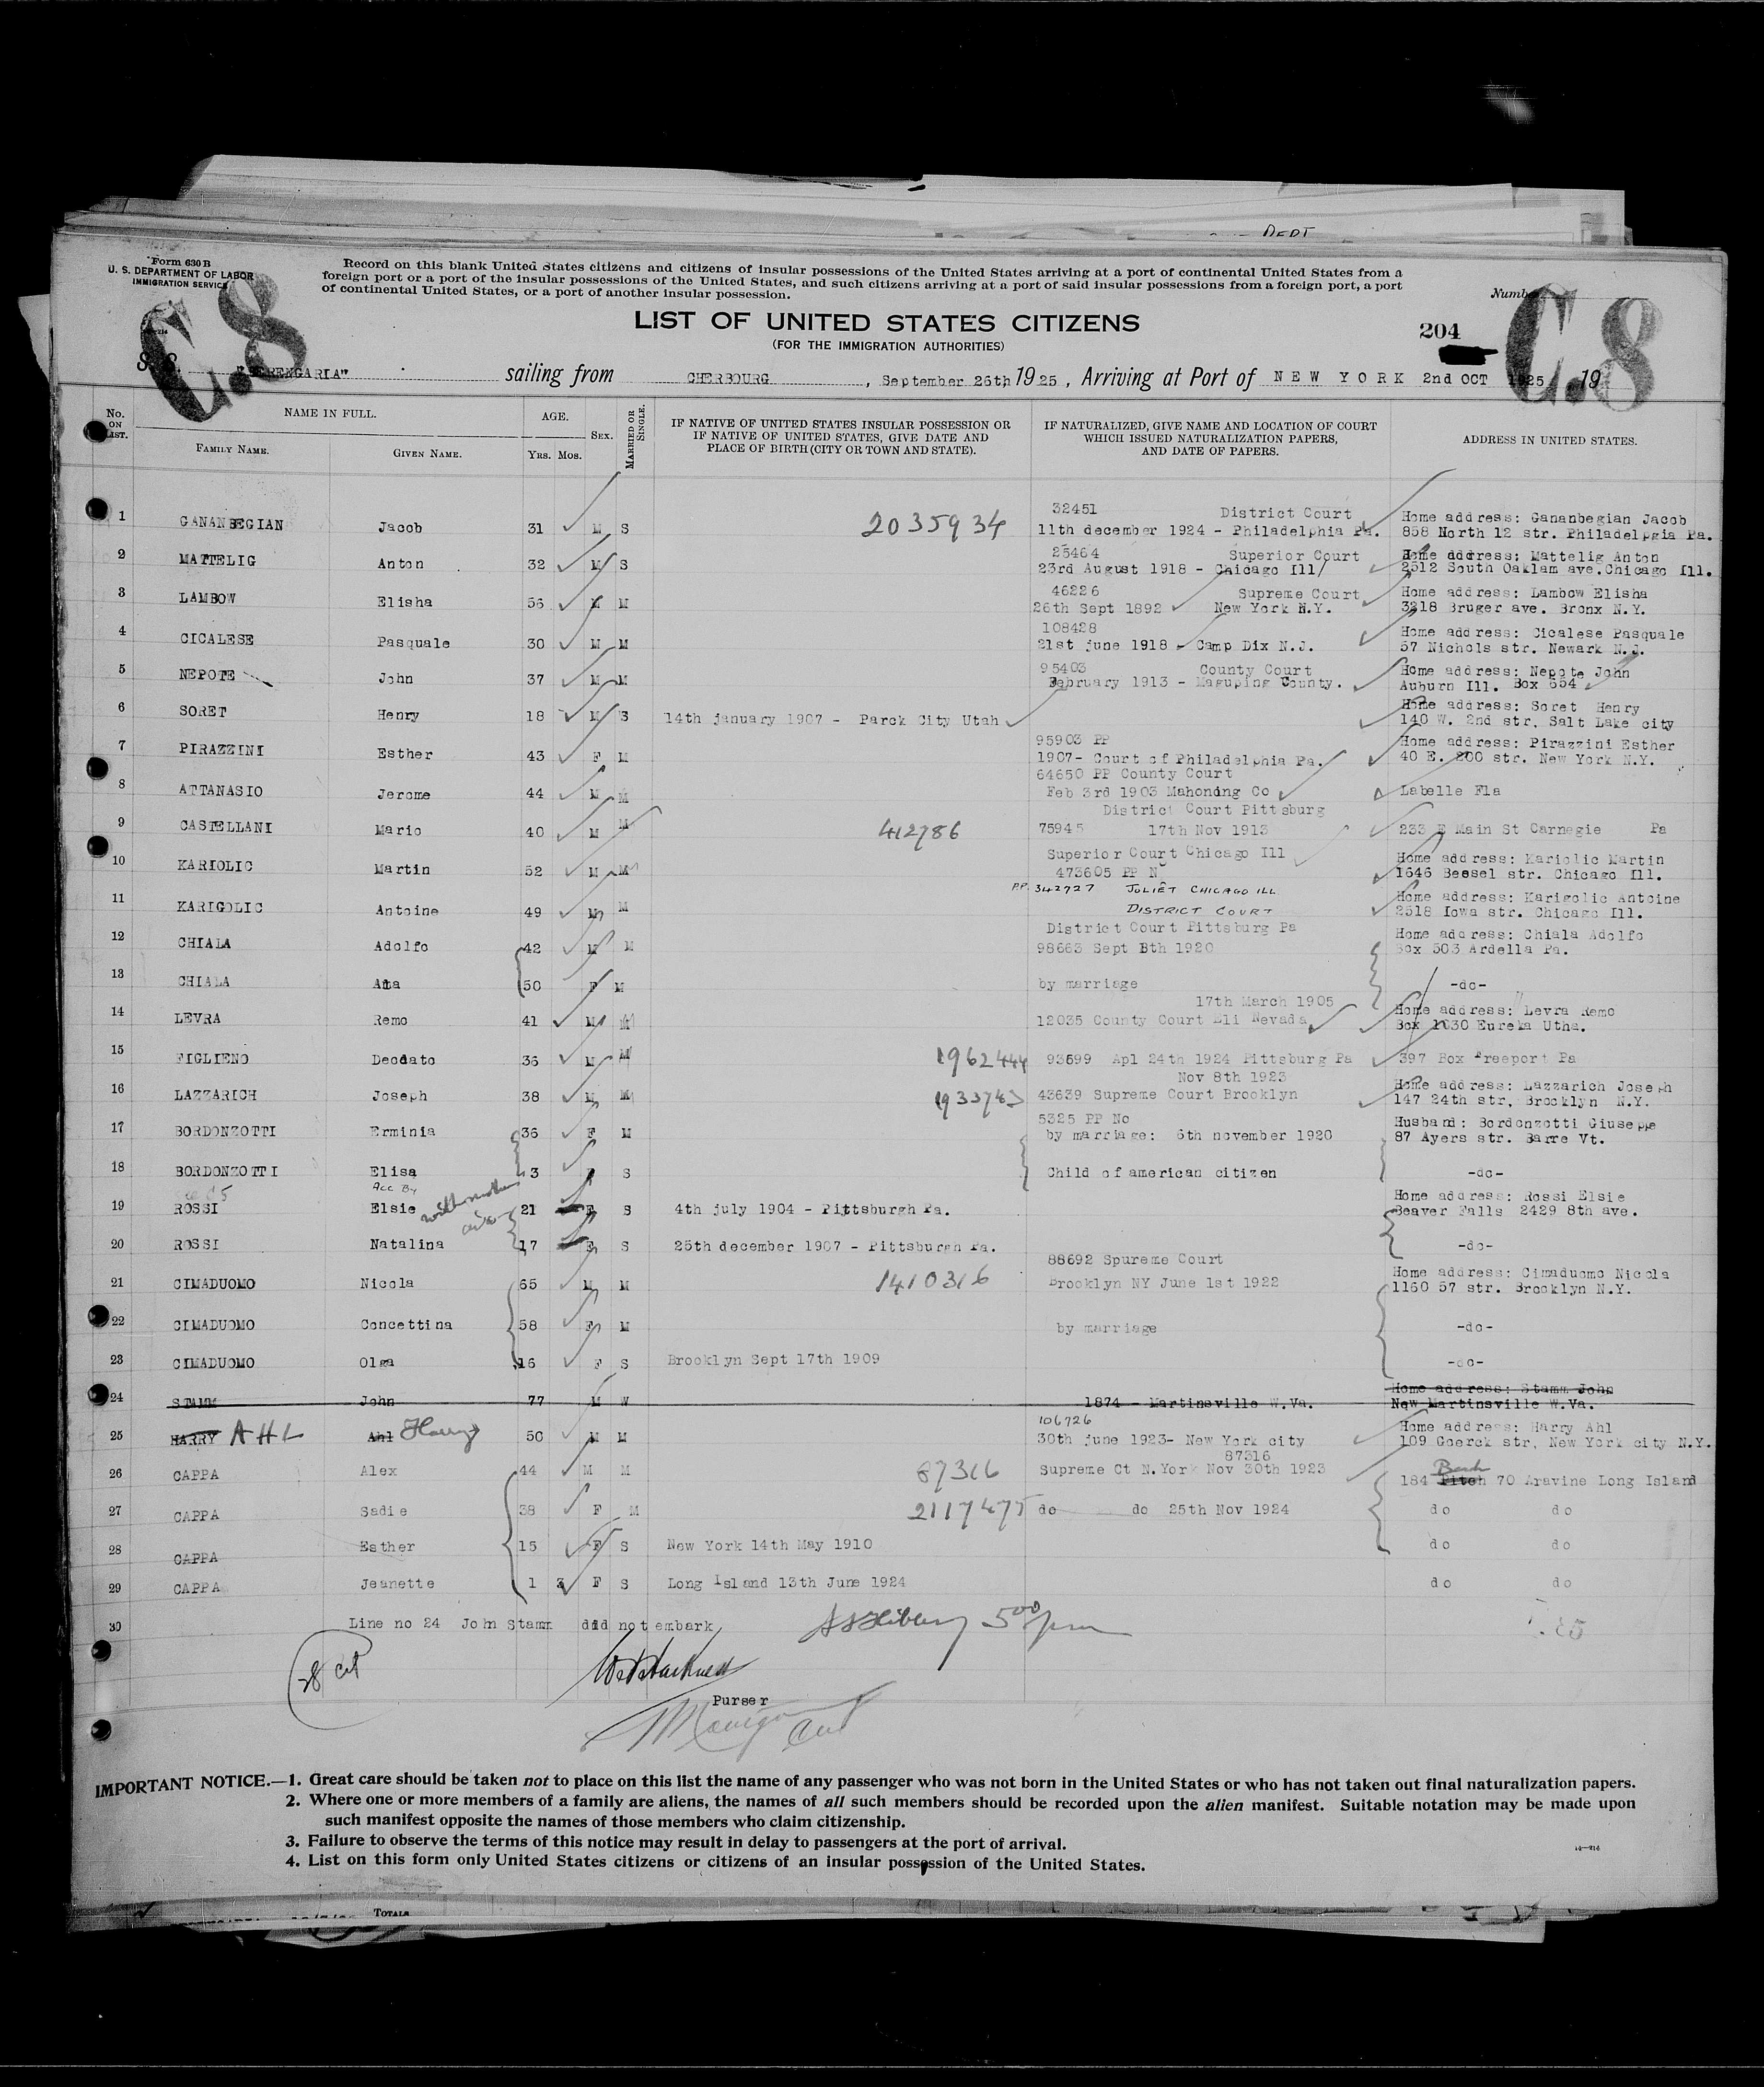 DEPT
Form 630 B
U. S. DEPARTMENT OF LABOR
IMMIGRATION SERVICE
Record on this blank United States citizens and citizens of insular possessions of the United States arriving at a port of continental United States from a
foreign port or a port of the insular possessions of the United States, and such citizens arriving at a port of said insular possessions from a foreign port, a port
of continental United States, or a port of another insular possession.
Number
C.8 C.8
LIST OF UNITED STATES CITIZENS
(FOR THE IMMIGRATION AUTHORITIES)
204
S. S. "BERENGARIA" sailing from CHERBOURG, September 26th 1925, Arriving at Port of NEW YORK 2nd OCT 1925, 19
No. ON LIST. NAME IN FULL. FAMILY NAME. GIVEN NAME. AGE. YRS. MOS. SEX. MARRIED OR SINGLE. IF NATIVE OF UNITED STATES INSULAR POSSESSION OR IF NATIVE OF UNITED STATES, GIVE DATE AND PLACE OF BIRTH (CITY OR TOWN AND STATE). IF NATURALIZED, GIVE NAME AND LOCATION OF COURT WHICH ISSUED NATURALIZATION PAPERS, AND DATE OF PAPERS. ADDRESS IN UNITED STATES.
1 GANANBEGIAN Jacob 31 M S 2035934 32451 District Court 11th december 1924 - Philadelphia Pa. Home address: Gananbegian Jacob 858 North 12 str. Philadelpgia Pa.
2 MATTELIG Anton 32 M S 25464 Superior Court 23rd August 1918 - Chicago Ill/ Home address: Mattelig Anton 2512 South Oaklam ave. Chicago Ill.
3 LAMBOW Elisha 56 M M 46226 Supreme Court 26th Sept 1892 New York N.Y. Home address: Lambow Elisha 3218 Bruger ave. Bronx N.Y.
4 CICALESE Pasquale 30 M M 108428 21st june 1918 - Camp Dix N.J. Home address: Cicalese Pasquale 57 Nichols str. Newark N.J.
5 NEPOTE John 37 M M 95403 County Court February 1913 - Maguping County. Home address: Nepote John Auburn Ill. Box 654
6 SORET Henry 18 M S 14th january 1907 - Parck City Utah Home address: Soret Henry 140 W. 2nd str. Salt Lake city
7 PIRAZZINI Esther 43 F M 95903 PP 1907- Court of Philadelphia Pa. Home address: Pirazzini Esther 40 E. 200 str. New York N.Y.
8 ATTANASIO Jerome 44 M M 64650 PP County Court Feb 3rd 1903 Mahondng Co Labelle Fla
9 CASTELLANI Mario 40 M M 412786 District Court Pittsburg 75945 17th Nov 1913 233 E Main St Carnegie Pa
10 KARIOLIC Martin 52 M M Superior Court Chicago Ill 473605 PP N Home address: Kariolic Martin 1646 Beesel str. Chicago Ill.
11 KARIGOLIC Antoine 49 M M P.P. 342727 JOLIET CHICAGO ILL DISTRICT COURT Home address: Karigolic Antoine 2518 Iowa str. Chicago Ill.
12 CHIALA Adolfo 42 M M District Court Pittsburg Pa 98663 Sept 8th 1920 Home address: Chiala Adolfo Box 503 Ardella Pa.
13 CHIALA 50 F M by marriage -do-
14 LEVRA Remo 41 M M 17th March 1905 12035 County Court Eli Nevada Home address: Levra Remo Box 1030 Eureka Utha.
15 FIGLIENO Deodato 36 M M 1962444 93699 Apl 24th 1924 Pittsburg Pa 397 Box Freeport Pa
16 LAZZARICH Joseph 38 M M Nov 8th 1923 43639 Supreme Court Brooklyn Home address: Lazzarich Joseph 147 24th str. Brooklyn N.Y.
17 BORDONZOTTI Erminia 36 F M 5325 PP No by marriage: 6th november 1920 Husband: Bordonzotti Giuseppe 87 Ayers str. Barre Vt.
18 BORDONZOTTI Elisa 3 S Child of american citizen -do-
Acc By
19 ROSSI Elsie 21 F S 4th july 1904 - Pittsburgh Pa. Home address: Rossi Elsie Beaver Falls 2429 8th ave.
20 ROSSI Natalina 17 F S 25th december 1907 - Pittsburgh Pa. -do-
21 CIMADUOMO Nicola 65 M M 1410316 88692 Spureme Court Brooklyn NY June 1st 1922 Home address: Cimaduomo Nicola 1160 57 str. Brooklyn N.Y.
22 CIMADUOMO Concettina 58 F M by marriage -do-
23 CIMADUOMO Olga 16 F S Brooklyn Sept 17th 1909 -do-
24 STAMM John 77 M W 1874 - Martinsville W.Va. Home address: Stamm John New Martinsville W.Va.
25 HARRY AHL Ahl Harry 50 M M 106726 30th june 1923- New York city Home address: Harry Ahl 109 Goerck str, New York city N.Y.
26 CAPPA Alex 44 M M 87316 87316 Supreme Ct N.York Nov 30th 1923 184 Pitch Beach 70 Aravine Long Island
27 CAPPA Sadie 38 F M 2117475 do do 25th Nov 1924 do do
28 CAPPA Esther 15 F S New York 14th May 1910 do do
29 CAPPA Jeanette 1 3 F S Long Island 13th June 1924 do do
30 Line no 24 John Stamm did not embark 5 00 pm
28 cit
Purser
IMPORTANT NOTICE.—1. Great care should be taken not to place on this list the name of any passenger who was not born in the United States or who has not taken out final naturalization papers.
2. Where one or more members of a family are aliens, the names of all such members should be recorded upon the alien manifest. Suitable notation may be made upon
such manifest opposite the names of those members who claim citizenship.
3. Failure to observe the terms of this notice may result in delay to passengers at the port of arrival.
4. List on this form only United States citizens or citizens of an insular possession of the United States.
TOTALS